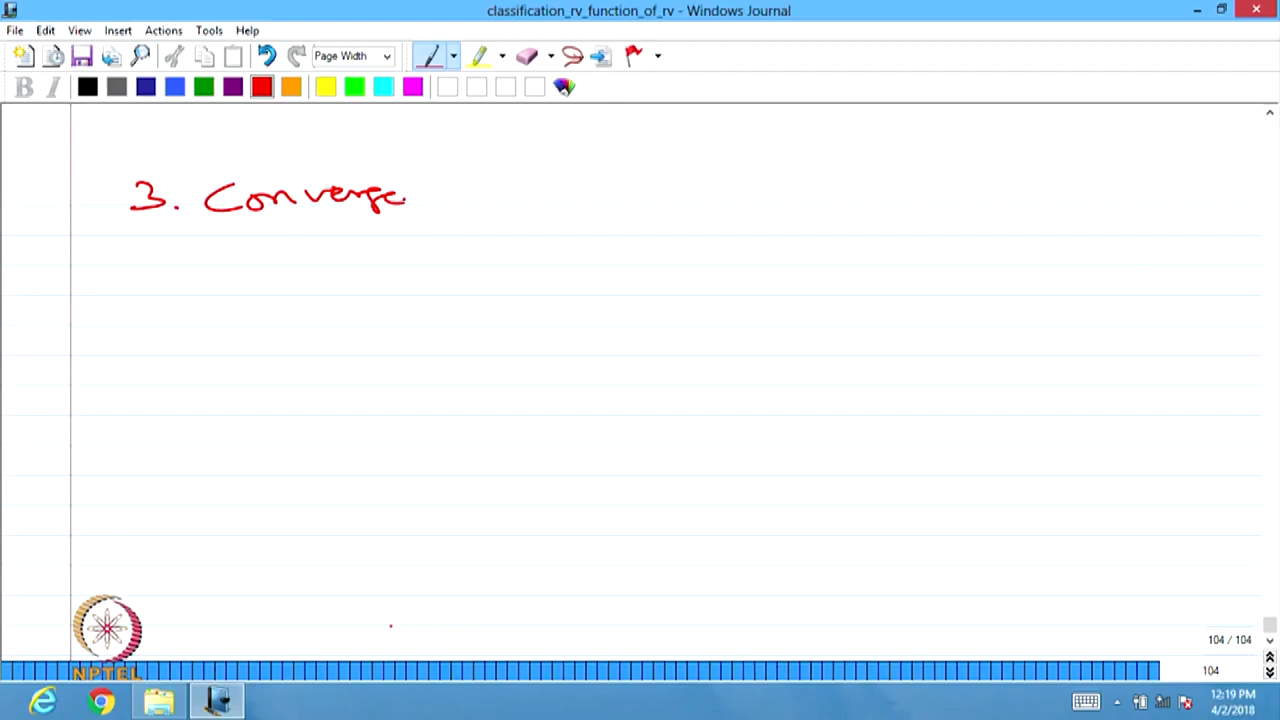 classification_rv_function_of_rv - Windows Journal
File Edit View Insert Actions Tools Help
Page Width
B I
3. Converge
104 / 104
NPTEL
104
12:19 PM
4/2/2018